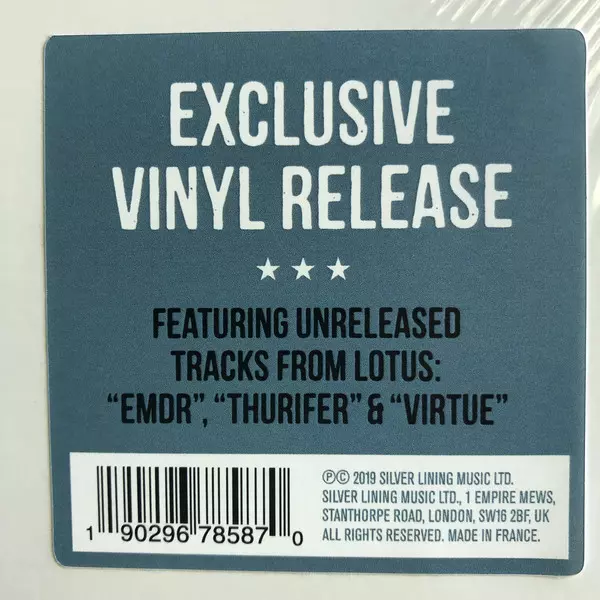 EXCLUSIVE
VINYL RELEASE
FEATURING UNRELEASED
TRACKS FROM LOTUS:
“EMDR”, “THURIFER” & “VIRTUE”
1 90296 78587 0
℗© 2019 SILVER LINING MUSIC LTD.
SILVER LINING MUSIC LTD., 1 EMPIRE MEWS,
STANTHORPE ROAD, LONDON, SW16 2BF, UK
ALL RIGHTS RESERVED. MADE IN FRANCE.